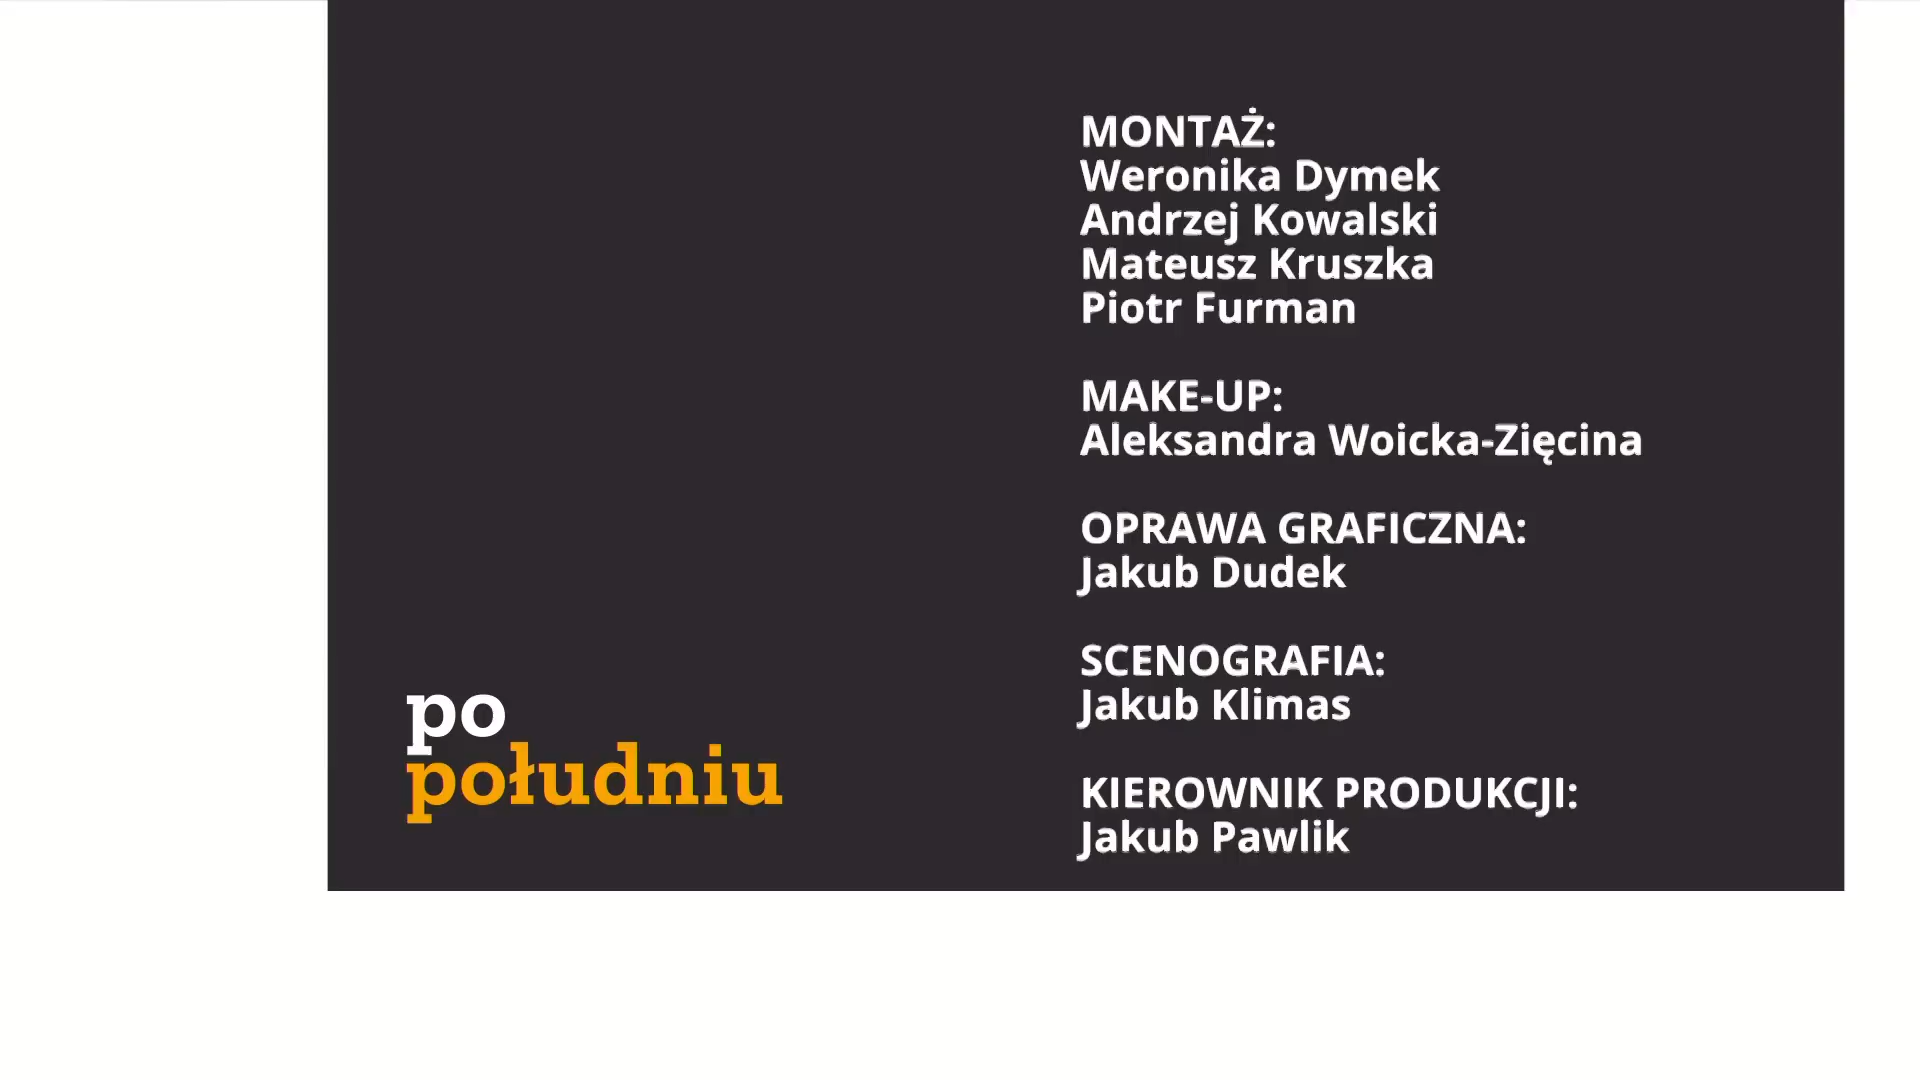 MONTAŻ:
Weronika Dymek
Andrzej Kowalski
Mateusz Kruszka
Piotr Furman
MAKE-UP:
Aleksandra Woicka-Zięcina
OPRAWA GRAFICZNA:
Jakub Dudek
SCENOGRAFIA:
Jakub Klimas
KIEROWNIK PRODUKCJI:
Jakub Pawlik
po
południu